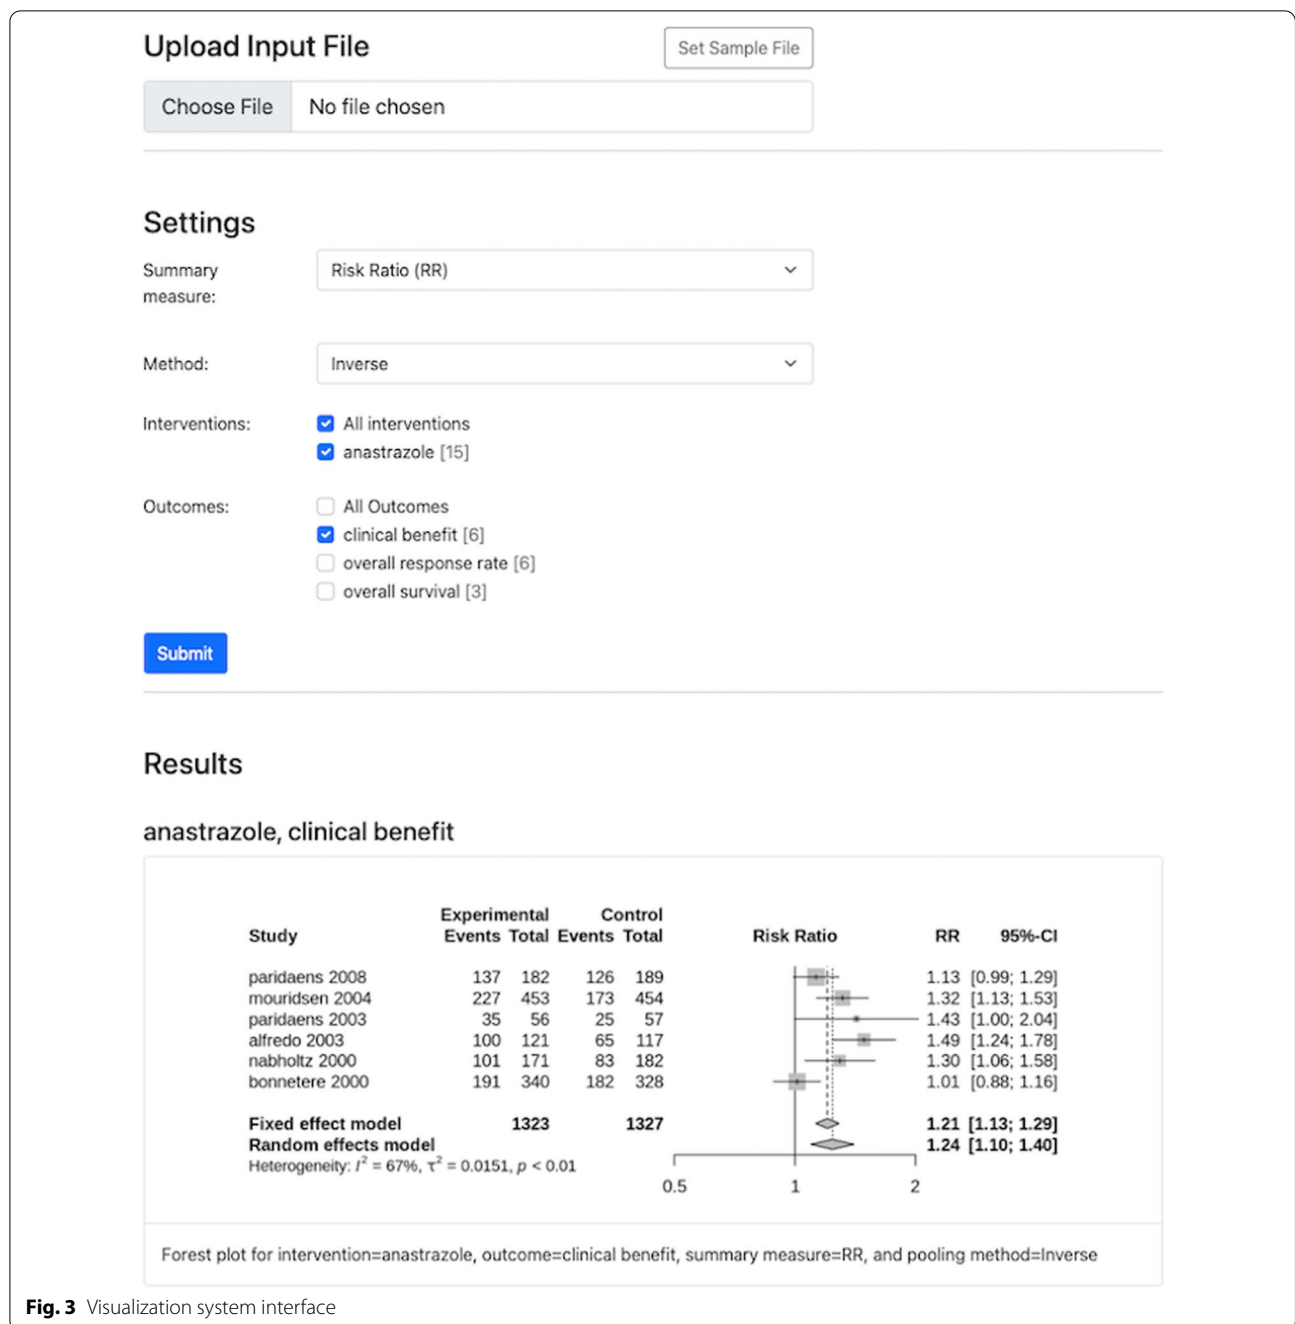 Upload Input File
Set Sample File
Choose File No file chosen
Settings
Summary
measure:
Risk Ratio (RR)
Method:
Inverse
Interventions:
All interventions
anastrazole [15]
Outcomes:
All Outcomes
clinical benefit [6]
overall response rate [6]
overall survival [3]
Submit
Results
anastrazole, clinical benefit
Experimental Control
Study Events Total Events Total Risk Ratio RR 95%-CI
paridaens 2008 137 182 126 189 1.13 [0.99; 1.29]
mouridsen 2004 227 453 173 454 1.32 [1.13; 1.53]
paridaens 2003 35 56 25 57 1.43 [1.00; 2.04]
alfredo 2003 100 121 65 117 1.49 [1.24; 1.78]
nabholtz 2000 101 171 83 182 1.30 [1.06; 1.58]
bonnetere 2000 191 340 182 328 1.01 [0.88; 1.16]
Fixed effect model 1323 1327 1.21 [1.13; 1.29]
Random effects model 1.24 [1.10; 1.40]
Heterogeneity: I² = 67%, τ² = 0.0151, p < 0.01
0.5 1 2
Forest plot for intervention=anastrazole, outcome=clinical benefit, summary measure=RR, and pooling method=Inverse
Fig. 3 Visualization system interface